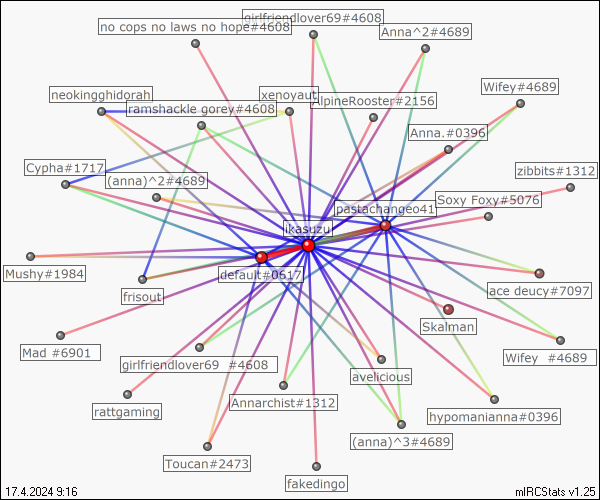 girlfriendlover69#4608
no cops no laws no hope#4608
Anna^2#4689
Wifey#4689
neokingghidorah
xenoyaut
AlpineRooster#2156
ramshackle gorey#4608
Anna.#0396
Cypha#1717
zibbits#1312
(anna)^2#4689
Soxy Foxy#5076
pastachangeo41
ikasuzu
Mushy#1984
default#0617
ace deucy#7097
frisout
Skalman
Mad #6901
Wifey #4689
girlfriendlover69 #4608
avelicious
Annarchist#1312
rattgaming
hypomanianna#0396
(anna)^3#4689
Toucan#2473
fakedingo
17.4.2024 9:16
mIRCStats v1.25